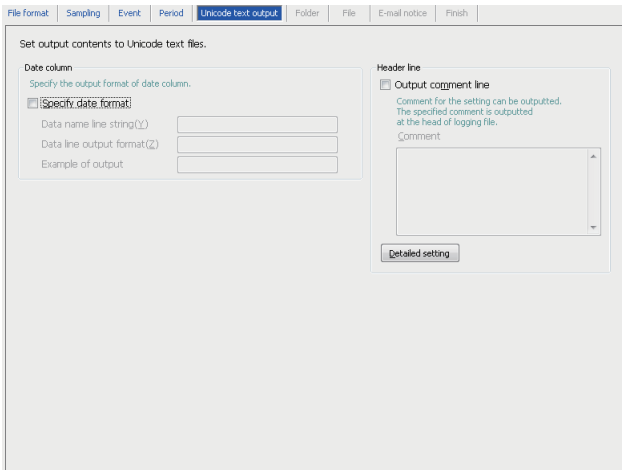 File format Sampling Event Period Unicode text output Folder File E-mail notice Finish
Set output contents to Unicode text files.
Date column
Specify the output format of date column.
Specify date format
Data name line string(Y)
Data line output format(Z)
Example of output
Header line
Output comment line
Comment for the setting can be outputted.
The specified comment is outputted
at the head of logging file.
Comment
Detailed setting